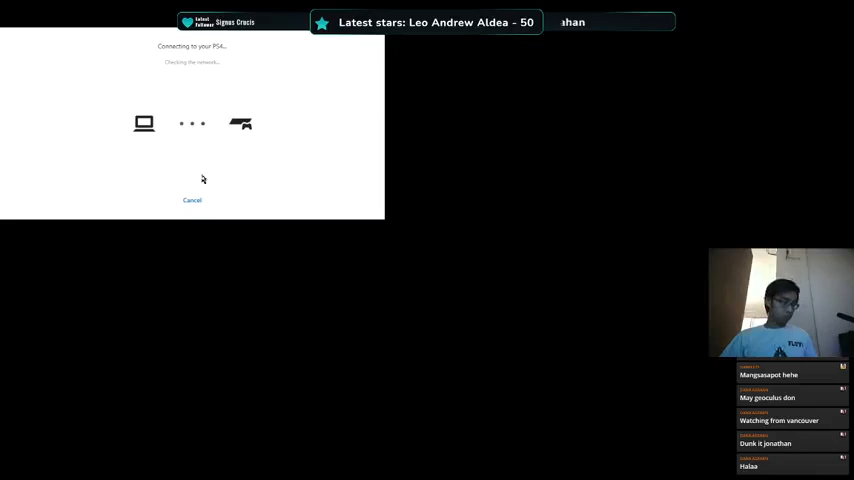 Latest
Follower
Signus Crucis
Latest stars: Leo Andrew Aldea - 50
ahan
Connecting to your PS4...
Checking the network...
Cancel
Mangsasapot hehe
May geoculus don
Watching from vancouver
Dunk it jonathan
Halaa